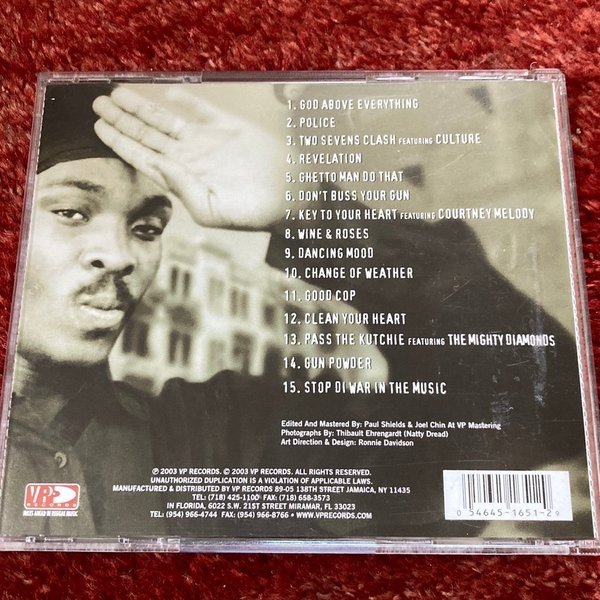 1. GOD ABOVE EVERYTHING
2. POLICE
3. TWO SEVENS CLASH FEATURING CULTURE
4. REVELATION
5. GHETTO MAN DO THAT
6. DON'T BUSS YOUR GUN
7. KEY TO YOUR HEART FEATURING COURTNEY MELODY
8. WINE & ROSES
9. DANCING MOOD
10. CHANGE OF WEATHER
11. GOOD COP
12. CLEAN YOUR HEART
13. PASS THE KUTCHIE FEATURING THE MIGHTY DIAMONDS
14. GUN POWDER
15. STOP DI WAR IN THE MUSIC
Edited And Mastered By: Paul Shields & Joel Chin At VP Mastering
Photographs By: Thibault Ehrengardt (Natty Dread)
Art Direction & Design: Ronnie Davidson
℗ 2003 VP RECORDS. © 2003 VP RECORDS. ALL RIGHTS RESERVED.
UNAUTHORIZED DUPLICATION IS A VIOLATION OF APPLICABLE LAWS.
MANUFACTURED & DISTRIBUTED BY VP RECORDS 89-05 138TH STREET JAMAICA, NY 11435
TEL: (718) 425-1100 FAX: (718) 658-3573
IN FLORIDA, 6022 S.W. 21ST STREET MIRAMAR, FL 33023
TEL: (954) 966-4744 FAX: (954) 966-8766 • WWW.VPRECORDS.COM
VP
RECORDS
MILES AHEAD IN REGGAE MUSIC
0 54645-1651-2 9